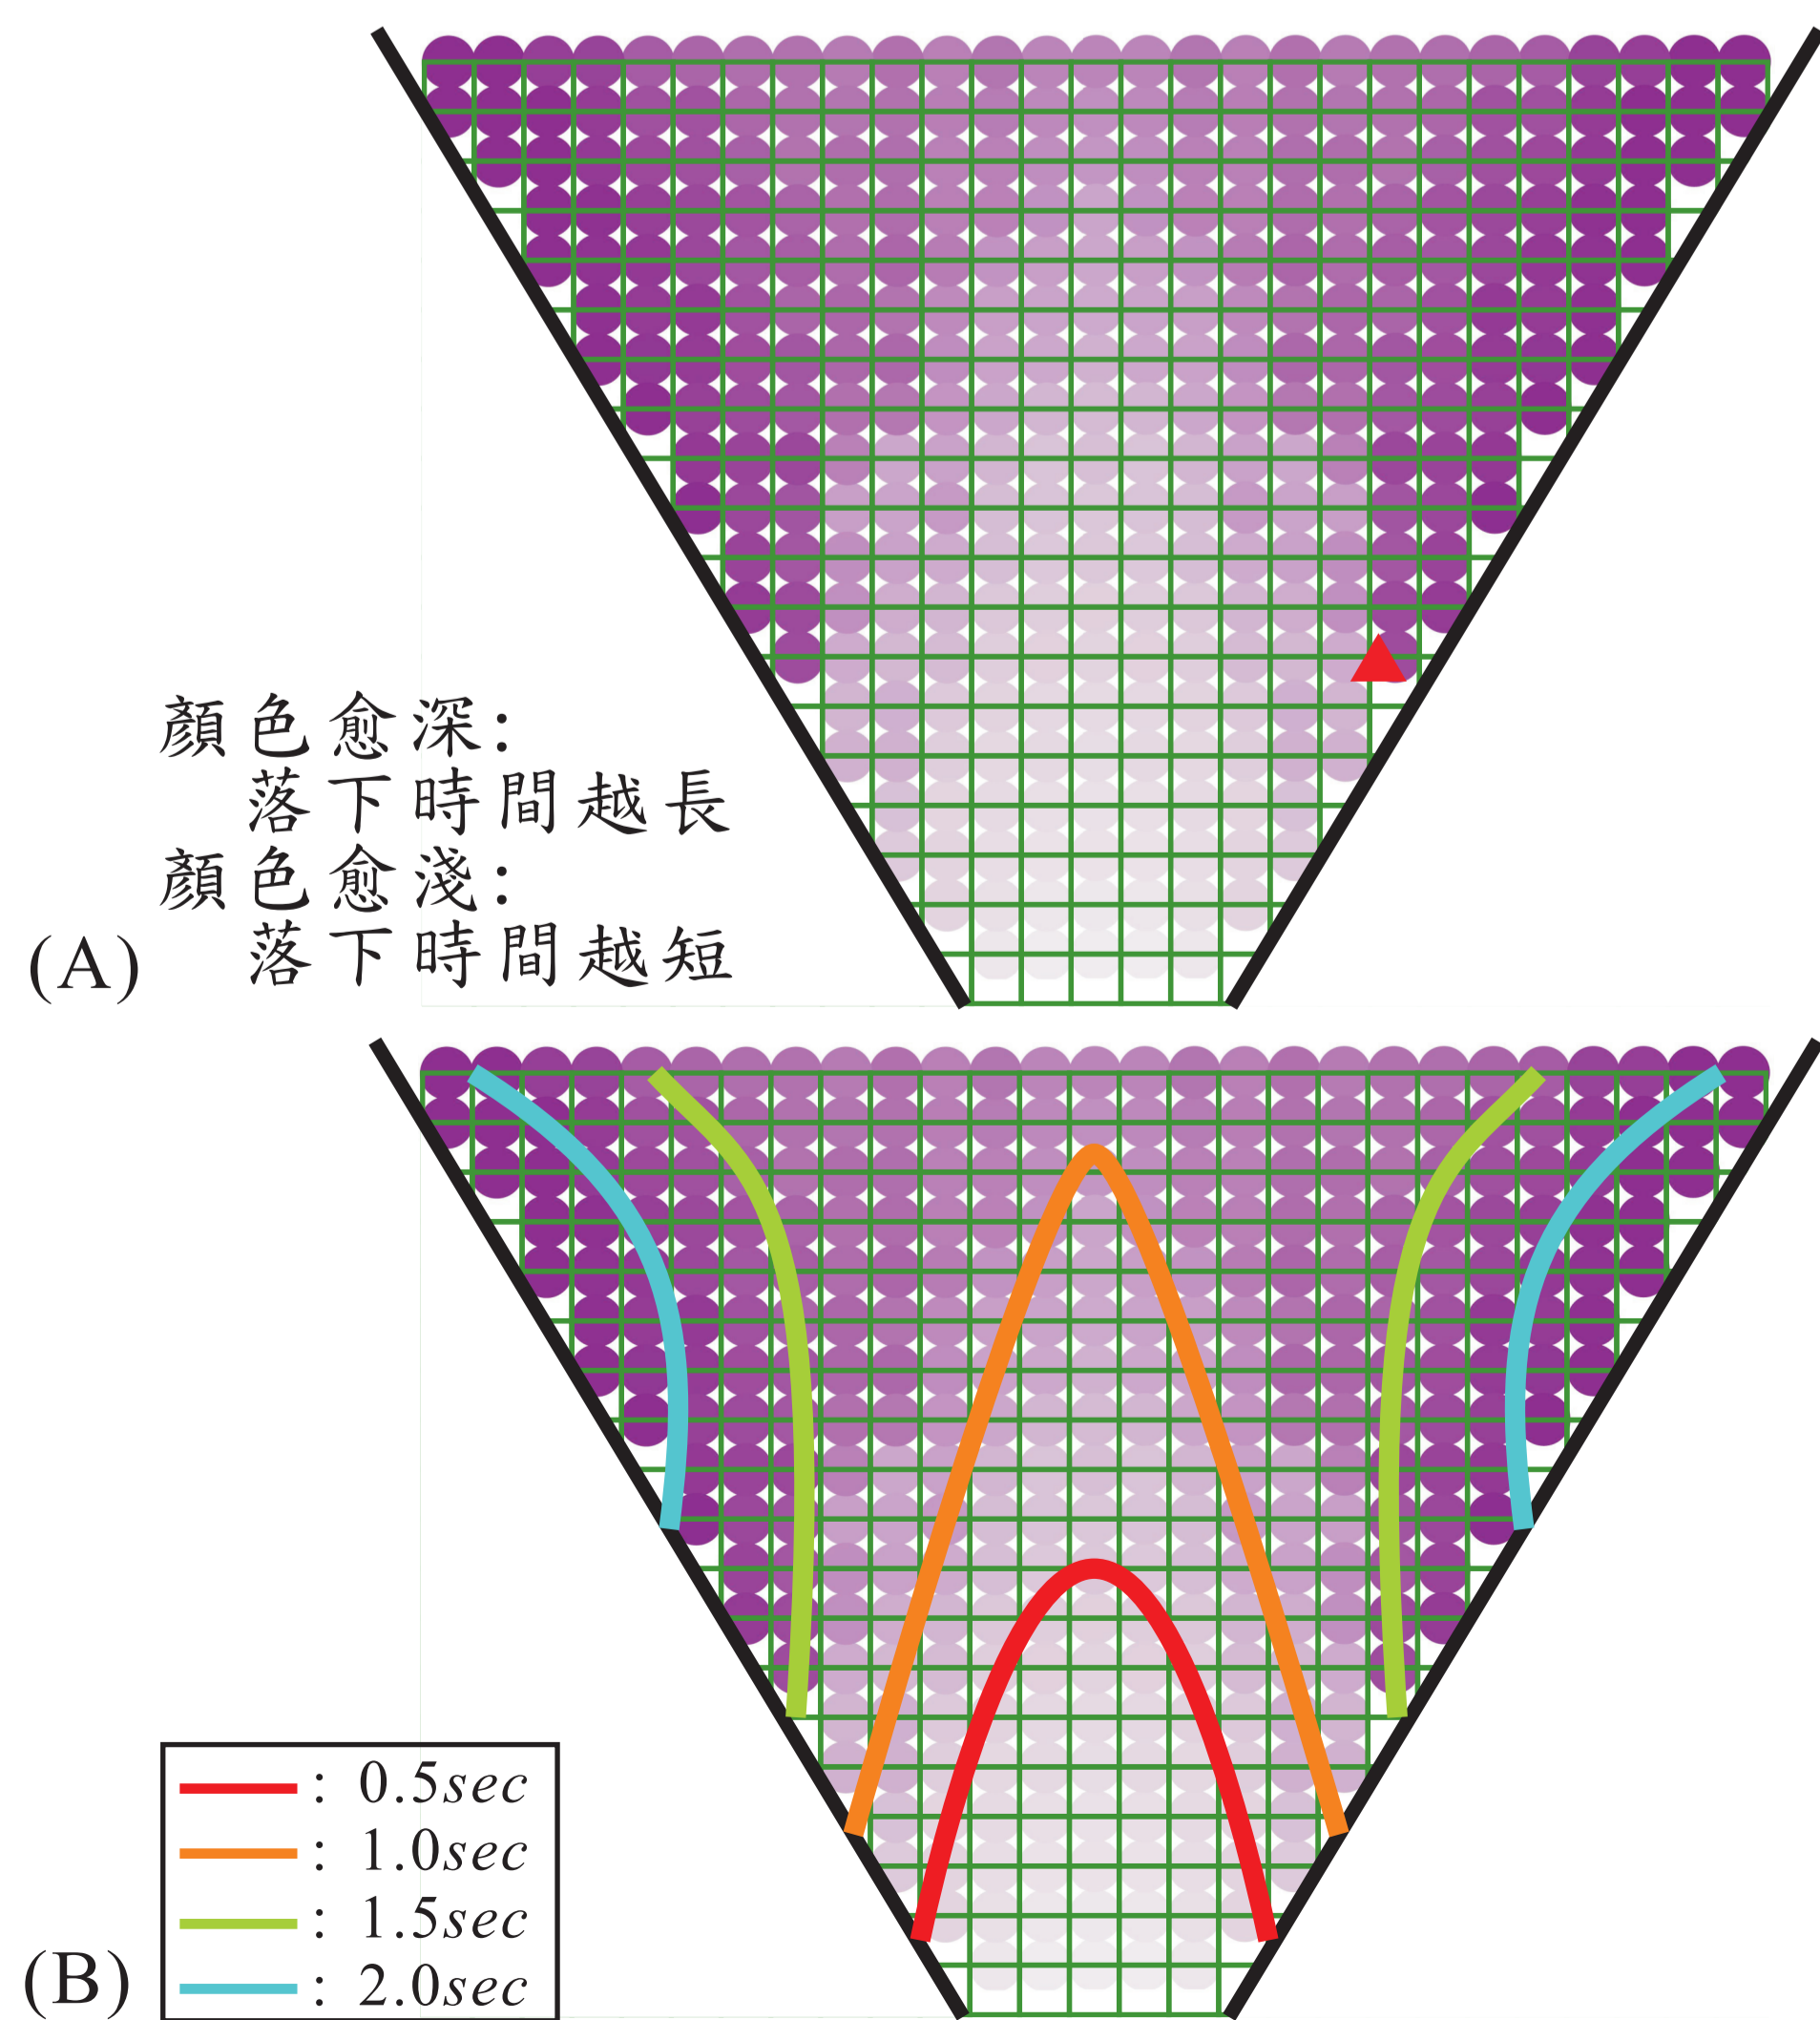 顏色愈深：
落下時間越長
顏色愈淺：
落下時間越短
(A)
: 0.5sec
: 1.0sec
: 1.5sec
: 2.0sec
(B)